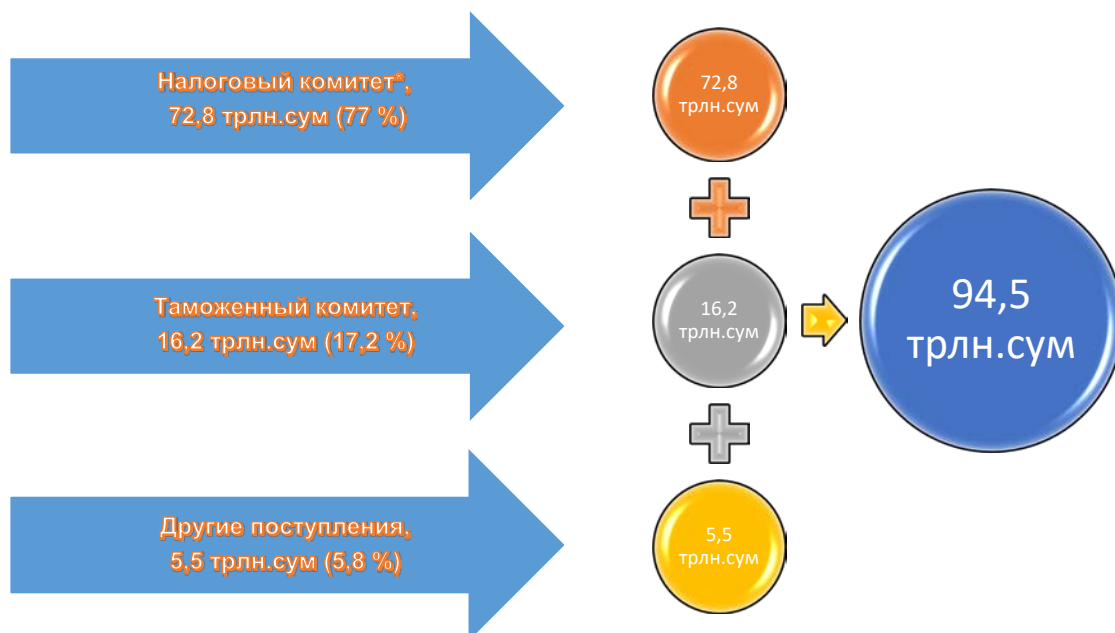 Налоговый комитет*,
72,8 трлн.сум (77 %)
72,8
трлн.сум
Таможенный комитет,
16,2 трлн.сум (17,2 %)
16,2
трлн.сум
94,5
трлн.сум
Другие поступления,
5,5 трлн.сум (5,8 %)
5,5
трлн.сум